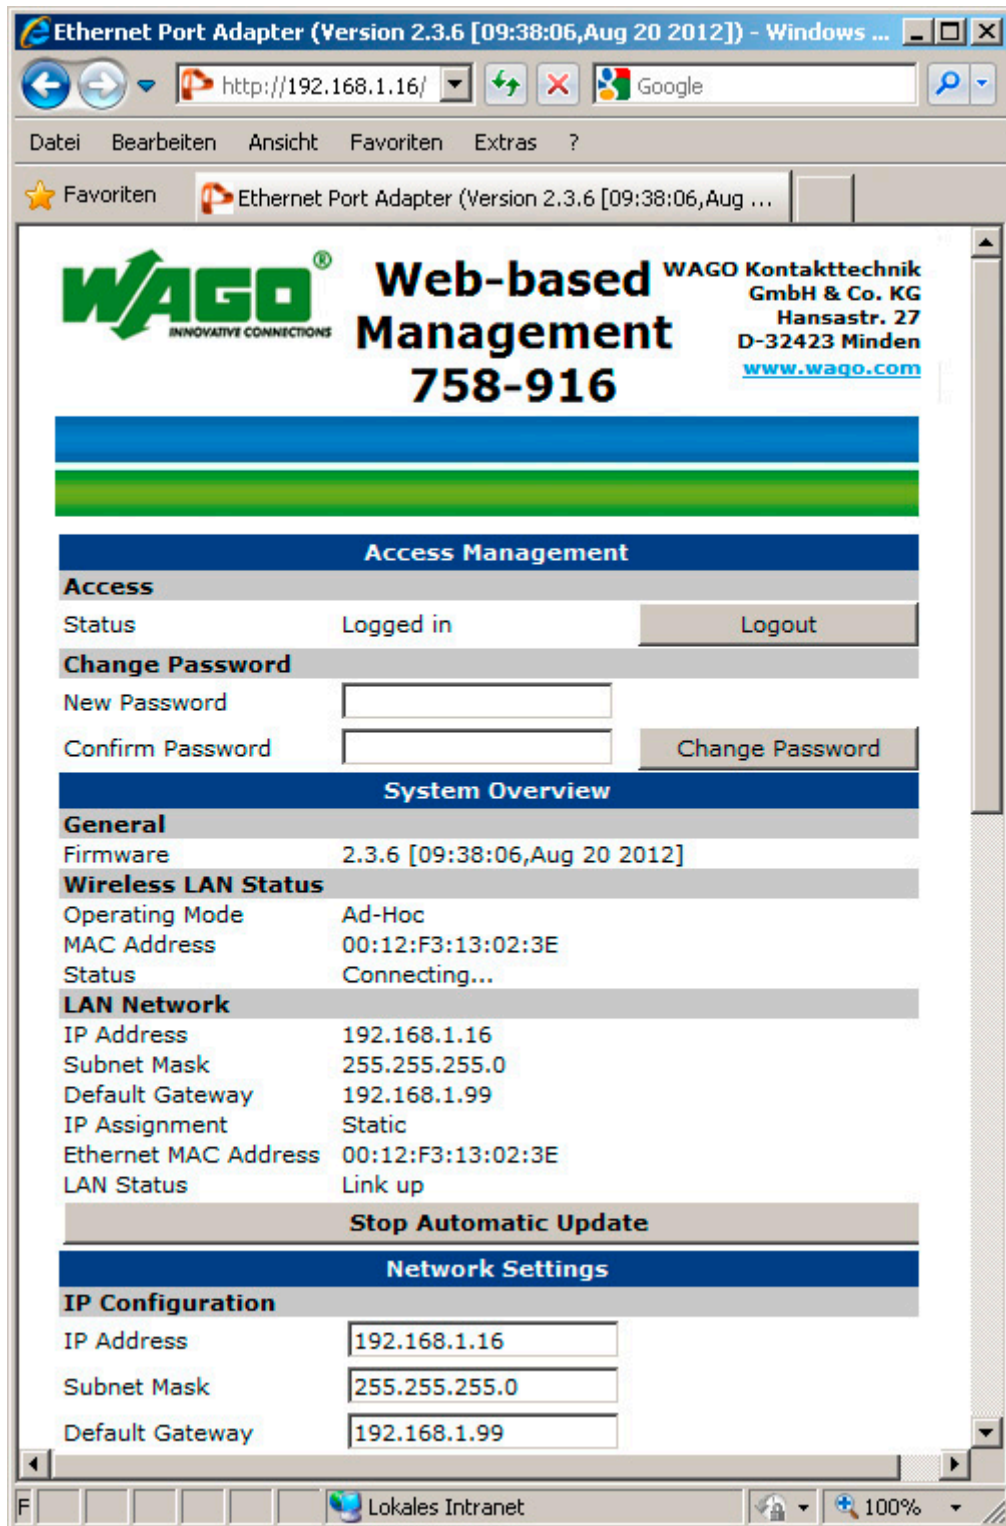 Ethernet Port Adapter (Version 2.3.6 [09:38:06,Aug 20 2012]) - Windows ...
http://192.168.1.16/
Google
Datei Bearbeiten Ansicht Favoriten Extras ?
Favoriten
Ethernet Port Adapter (Version 2.3.6 [09:38:06,Aug ...
WAGO®
INNOVATIVE CONNECTIONS
Web-based
Management
758-916
WAGO Kontakttechnik
GmbH & Co. KG
Hansastr. 27
D-32423 Minden
www.wago.com
Access Management
Access
Status Logged in Logout
Change Password
New Password
Confirm Password Change Password
System Overview
General
Firmware 2.3.6 [09:38:06,Aug 20 2012]
Wireless LAN Status
Operating Mode Ad-Hoc
MAC Address 00:12:F3:13:02:3E
Status Connecting...
LAN Network
IP Address 192.168.1.16
Subnet Mask 255.255.255.0
Default Gateway 192.168.1.99
IP Assignment Static
Ethernet MAC Address 00:12:F3:13:02:3E
LAN Status Link up
Stop Automatic Update
Network Settings
IP Configuration
IP Address 192.168.1.16
Subnet Mask 255.255.255.0
Default Gateway 192.168.1.99
F Lokales Intranet 100%